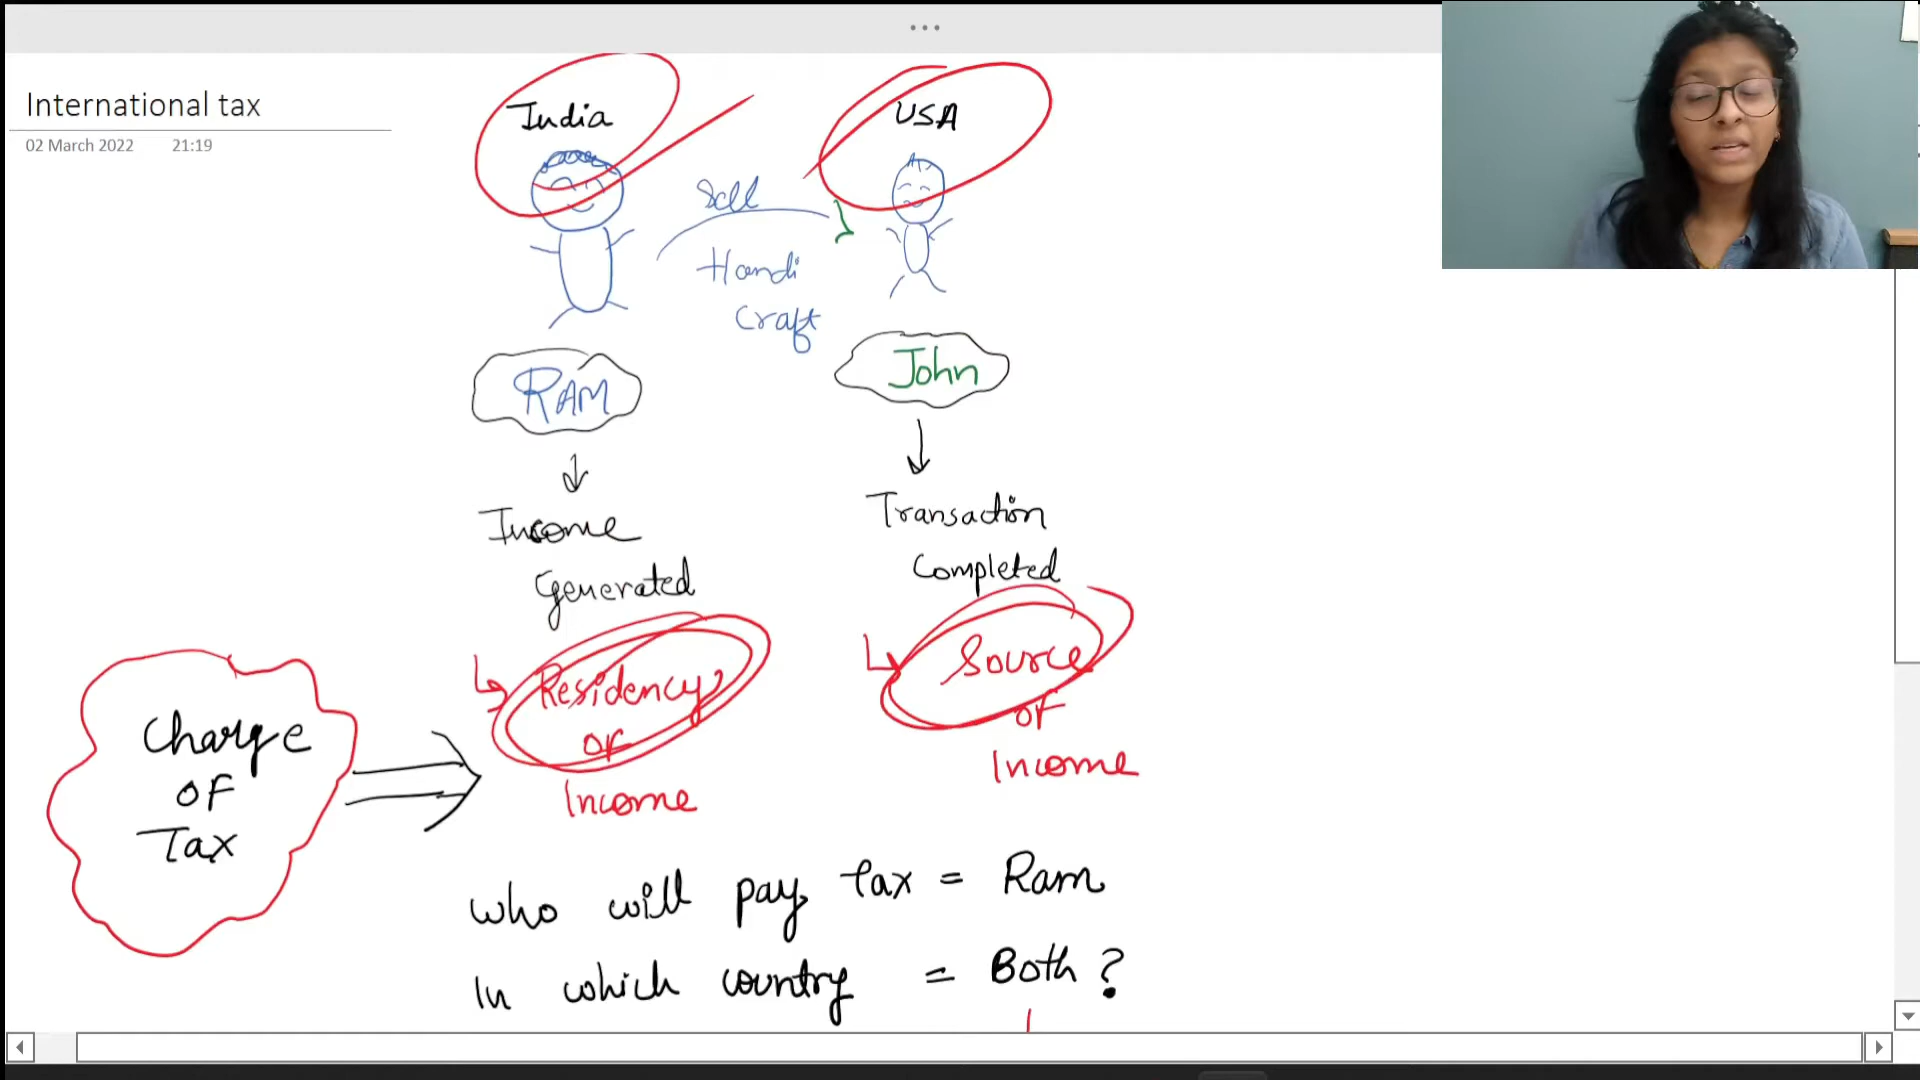 International tax
02 March 2022 21:19
India
USA
Sell
Handi
Craft
RAM
John
Income
Generated
Transaction
Completed
Residency
of
Income
Source
of
Income
Charge
OF
Tax
Who will pay tax = Ram
In which country = Both ?